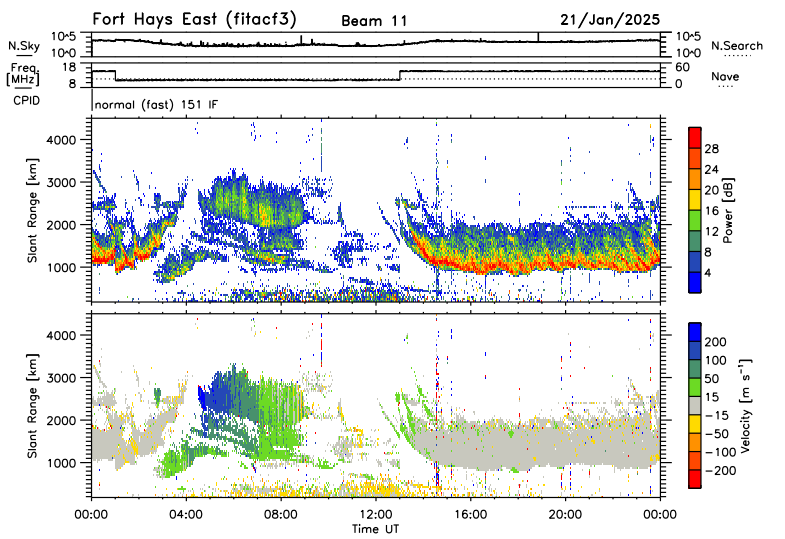 Fort Hays East (fitacf3) Beam 11 21/Jan/2025
N.Sky 10^5 10^0 10^5 10^0 N.Search
Freq. [MHz] 18 8 60 0 Nave
CPID normal (fast) 151 IF
4000
3000
2000
1000
Slant Range [km]
28
24
20
16
12
8
4
Power [dB]
4000
3000
2000
1000
Slant Range [km]
200
100
50
15
−15
−50
−100
−200
Velocity [m s⁻¹]
00:00 04:00 08:00 12:00 16:00 20:00 00:00
Time UT